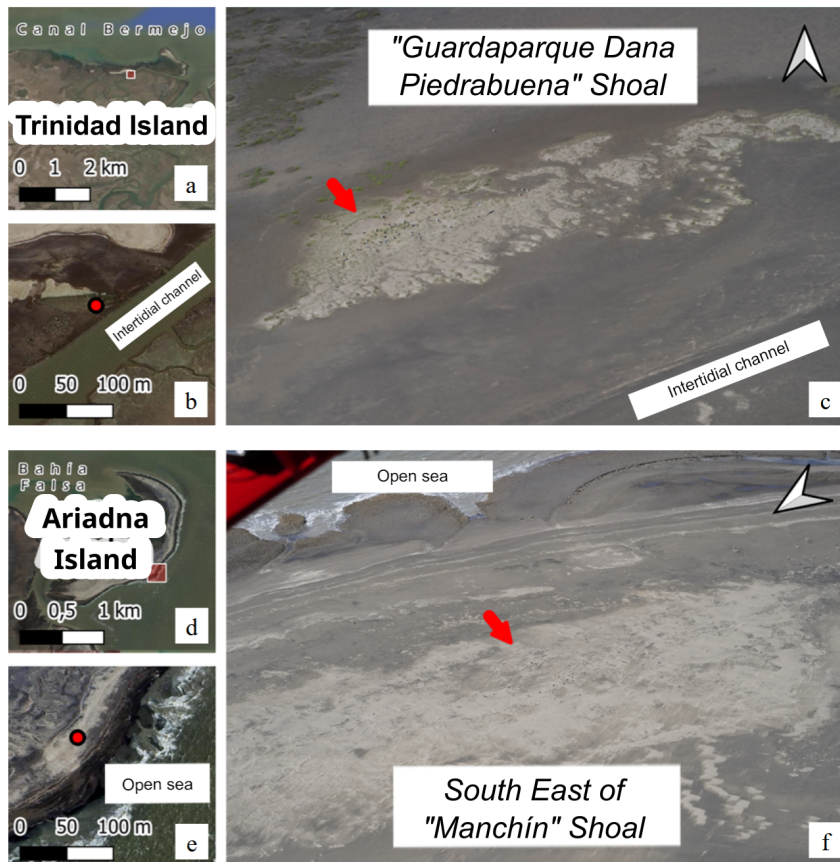 Canal Bermejo
Trinidad Island
0 1 2 km
a
Intertidial channel
0 50 100 m
b
"Guardaparque Dana
Piedrabuena" Shoal
Intertidial channel
c
Bahía
Falsa
Ariadna
Island
0 0,5 1 km
d
Open sea
0 50 100 m
e
Open sea
South East of
"Manchín" Shoal
f